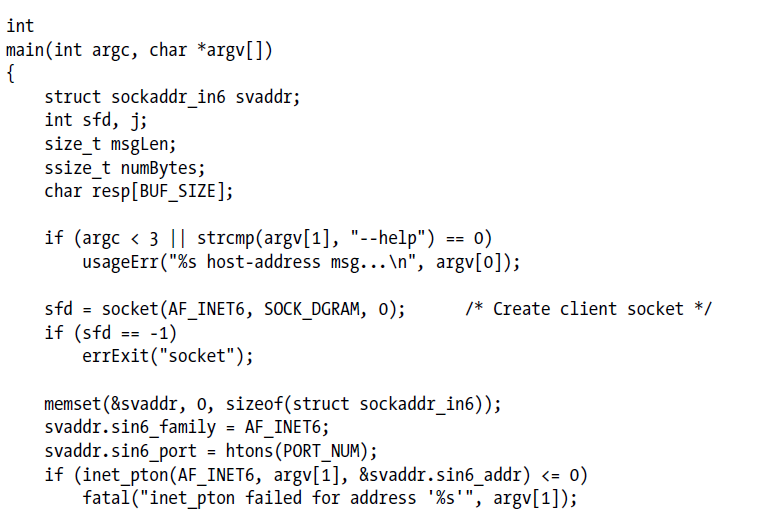 int
main(int argc, char *argv[])
{
    struct sockaddr_in6 svaddr;
    int sfd, j;
    size_t msgLen;
    ssize_t numBytes;
    char resp[BUF_SIZE];

    if (argc < 3 || strcmp(argv[1], "--help") == 0)
        usageErr("%s host-address msg...\n", argv[0]);

    sfd = socket(AF_INET6, SOCK_DGRAM, 0);      /* Create client socket */
    if (sfd == -1)
        errExit("socket");

    memset(&svaddr, 0, sizeof(struct sockaddr_in6));
    svaddr.sin6_family = AF_INET6;
    svaddr.sin6_port = htons(PORT_NUM);
    if (inet_pton(AF_INET6, argv[1], &svaddr.sin6_addr) <= 0)
        fatal("inet_pton failed for address '%s'", argv[1]);